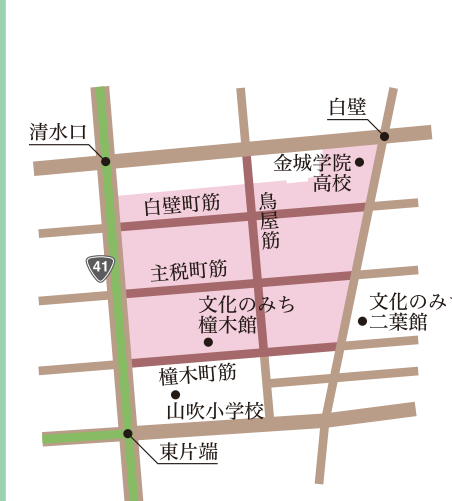 白壁
清水口
金城学院
高校
白壁町筋
鳥屋筋
主税町筋
41
文化のみち
橦木館
文化のみ
二葉館
橦木町筋
山吹小学校
東片端